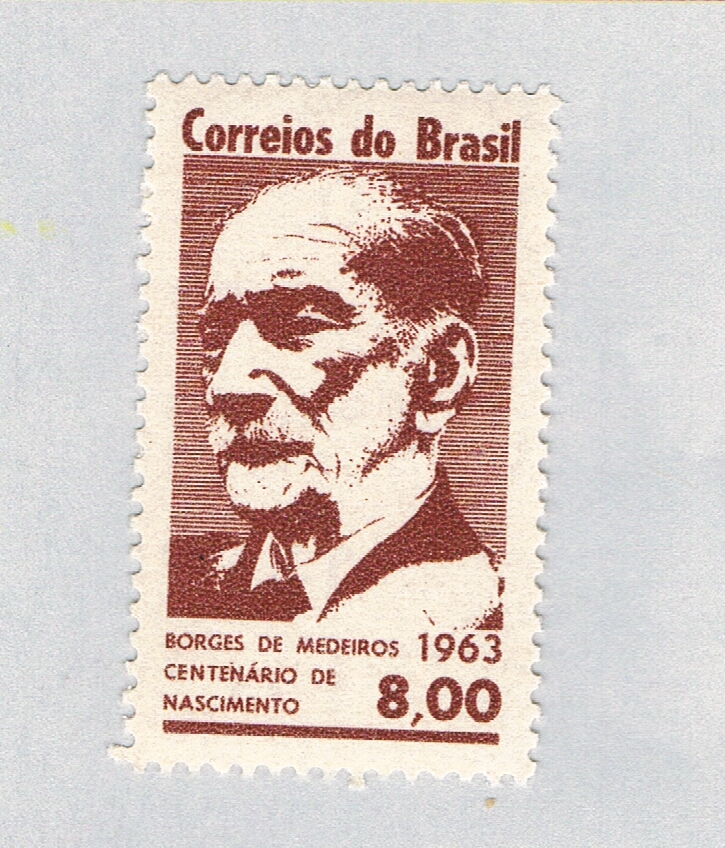 Correios do Brasil
BORGES DE MEDEIROS 1963
CENTENÁRIO DE
NASCIMENTO 8,00